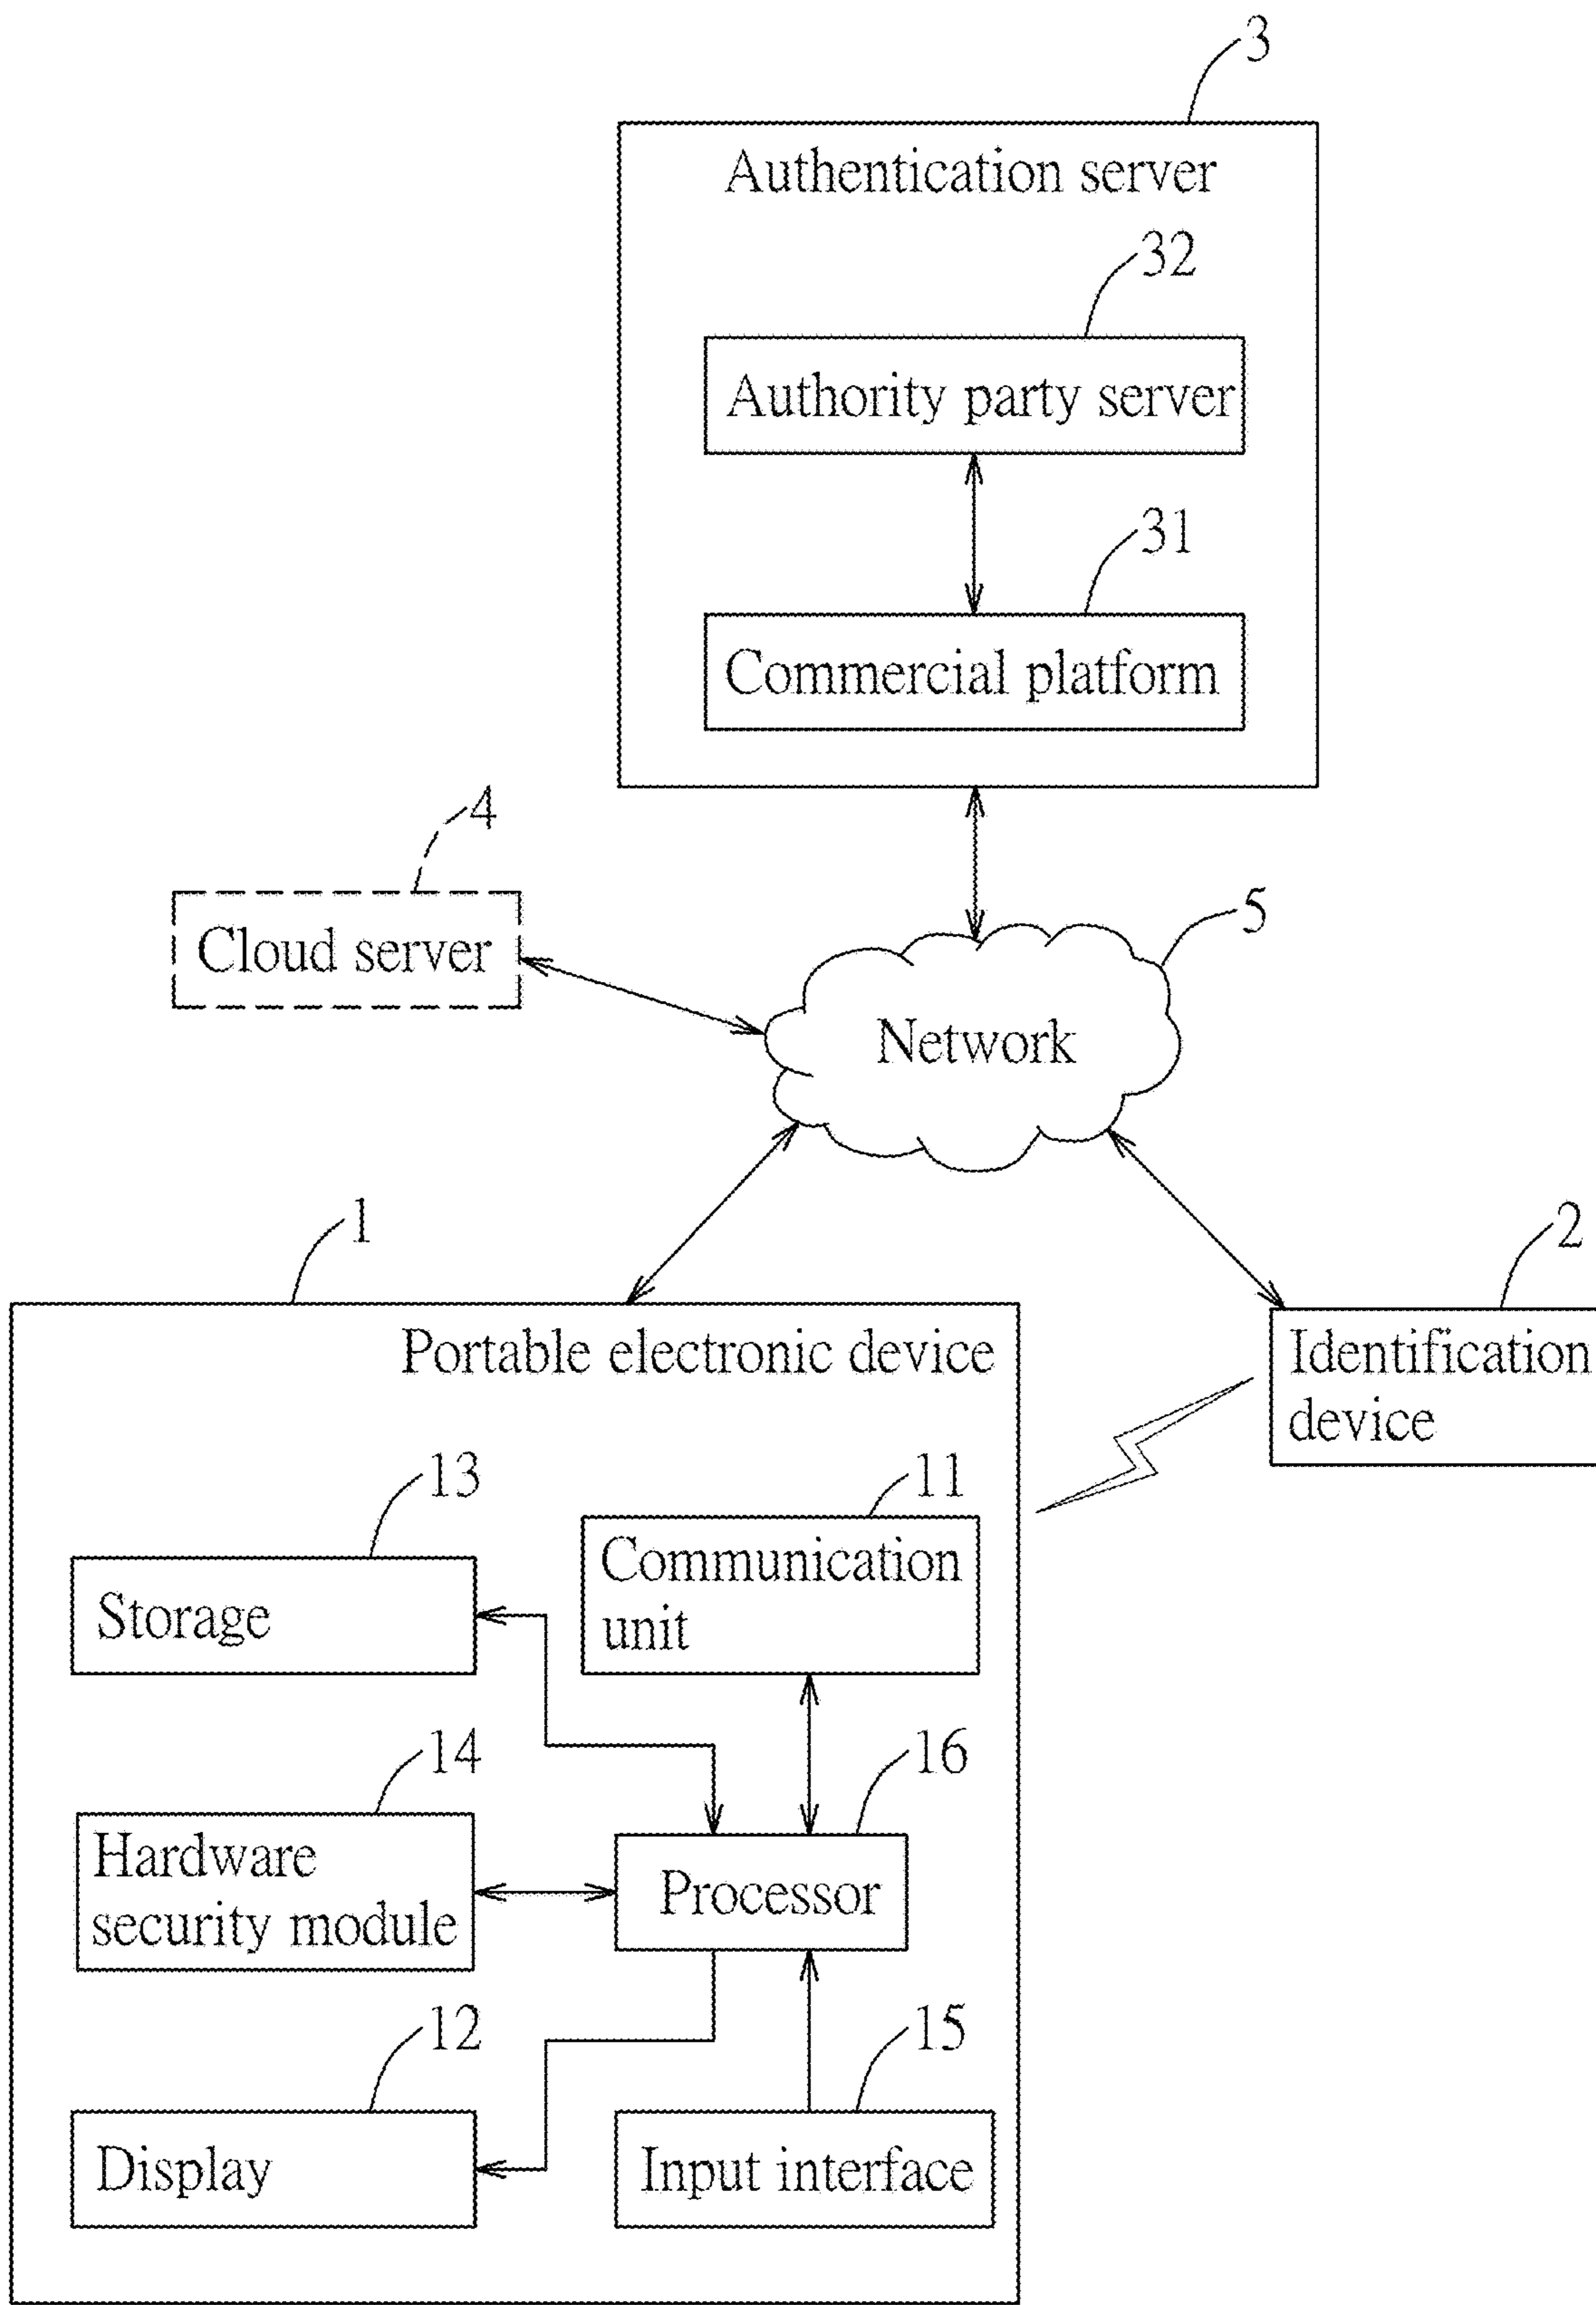 3
Authentication server
32
Authority party server
31
Commercial platform
4
Cloud server
5
Network
1
2
Portable electronic device
Identification
device
13
11
Storage
Communication
unit
14
16
Hardware
security module
Processor
12
15
Display
Input interface